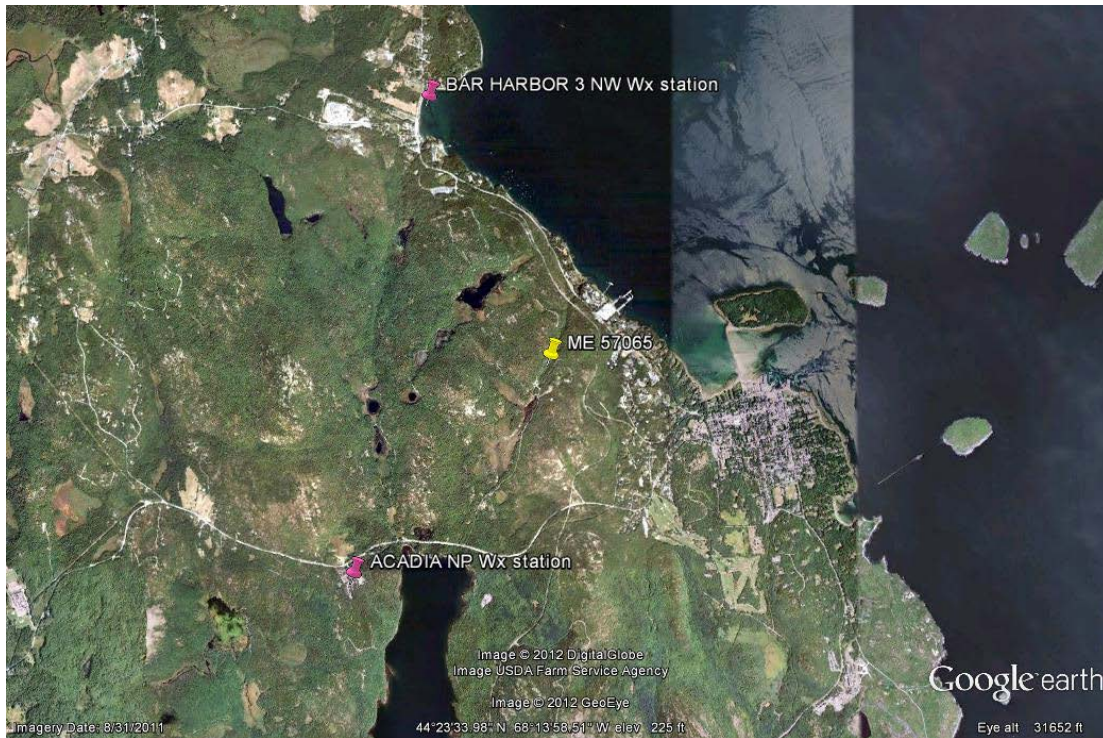 BAR HARBOR 3 NW Wx station
ME 57065
ACADIA NP Wx station
Image © 2012 DigitalGlobe
Image USDA Farm Service Agency
Image © 2012 GeoEye
Google earth
Imagery Date: 8/31/2011 44°23'33.98" N 68°13'58.51" W elev 225 ft Eye alt 31652 ft